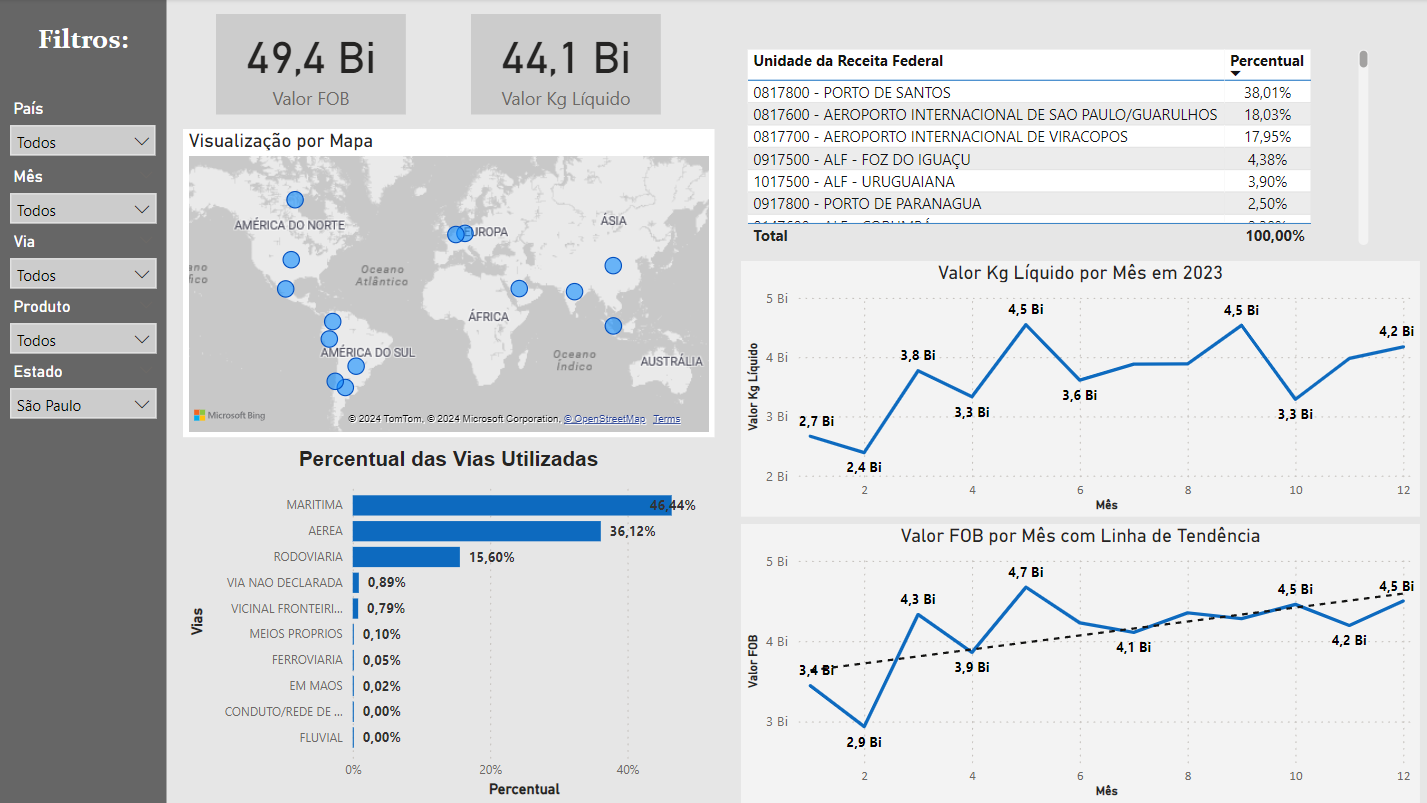 Filtros:
País
Todos
Mês
Todos
Via
Todos
Produto
Todos
Estado
São Paulo
49,4 Bi
Valor FOB
44,1 Bi
Valor Kg Líquido
Visualização por Mapa
AMÉRICA DO NORTE
EUROPA
ÁSIA
ano
ico
Oceano
Atlântico
ÁFRICA
AMÉRICA DO SUL
Oceano
Índico
AUSTRÁLIA
Microsoft Bing
© 2024 TomTom, © 2024 Microsoft Corporation, © OpenStreetMap Terms
Percentual das Vias Utilizadas
Vias
MARITIMA 46,44%
AEREA 36,12%
RODOVIARIA 15,60%
VIA NAO DECLARADA 0,89%
VICINAL FRONTEIRI... 0,79%
MEIOS PROPRIOS 0,10%
FERROVIARIA 0,05%
EM MAOS 0,02%
CONDUTO/REDE DE ... 0,00%
FLUVIAL 0,00%
0% 20% 40%
Percentual
Unidade da Receita Federal Percentual
0817800 - PORTO DE SANTOS 38,01%
0817600 - AEROPORTO INTERNACIONAL DE SAO PAULO/GUARULHOS 18,03%
0817700 - AEROPORTO INTERNACIONAL DE VIRACOPOS 17,95%
0917500 - ALF - FOZ DO IGUAÇU 4,38%
1017500 - ALF - URUGUAIANA 3,90%
0917800 - PORTO DE PARANAGUA 2,50%
Total 100,00%
Valor Kg Líquido por Mês em 2023
Valor Kg Líquido
5 Bi
4 Bi
3 Bi
2 Bi
2,7 Bi
2,4 Bi
3,8 Bi
3,3 Bi
4,5 Bi
3,6 Bi
4,5 Bi
3,3 Bi
4,2 Bi
2 4 6 8 10 12
Mês
Valor FOB por Mês com Linha de Tendência
Valor FOB
5 Bi
4 Bi
3 Bi
3,4 Bi
2,9 Bi
4,3 Bi
3,9 Bi
4,7 Bi
4,1 Bi
4,5 Bi
4,2 Bi
4,5 Bi
2 4 6 8 10 12
Mês